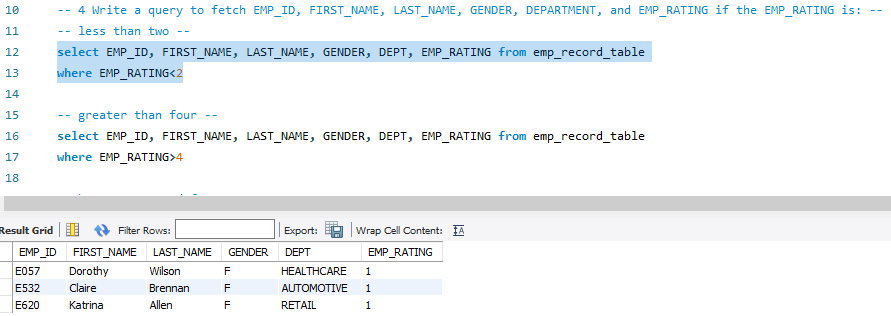 10 -- 4 Write a query to fetch EMP_ID, FIRST_NAME, LAST_NAME, GENDER, DEPARTMENT, and EMP_RATING if the EMP_RATING is: --
11 -- less than two --
12 select EMP_ID, FIRST_NAME, LAST_NAME, GENDER, DEPT, EMP_RATING from emp_record_table
13 where EMP_RATING<2
14
15 -- greater than four --
16 select EMP_ID, FIRST_NAME, LAST_NAME, GENDER, DEPT, EMP_RATING from emp_record_table
17 where EMP_RATING>4
18
Result Grid Filter Rows: Export: Wrap Cell Content: IA
EMP_ID FIRST_NAME LAST_NAME GENDER DEPT EMP_RATING
E057 Dorothy Wilson F HEALTHCARE 1
E532 Claire Brennan F AUTOMOTIVE 1
E620 Katrina Allen F RETAIL 1